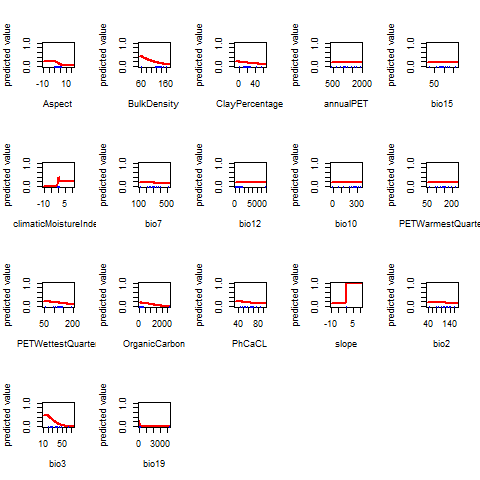 predicted value 0.0 1.0 -10 10 Aspect
predicted value 0.0 1.0 60 160 BulkDensity
predicted value 0.0 1.0 0 40 ClayPercentage
predicted value 0.0 1.0 500 2000 annualPET
predicted value 0.0 1.0 50 bio15
predicted value 0.0 1.0 -10 5 climaticMoistureInde
predicted value 0.0 1.0 100 500 bio7
predicted value 0.0 1.0 0 5000 bio12
predicted value 0.0 1.0 0 300 bio10
predicted value 0.0 1.0 50 200 PETWarmestQuarte
predicted value 0.0 1.0 50 200 PETWettestQuarte
predicted value 0.0 1.0 0 2000 OrganicCarbon
predicted value 0.0 1.0 40 80 PhCaCL
predicted value 0.0 1.0 -10 5 slope
predicted value 0.0 1.0 40 140 bio2
predicted value 0.0 1.0 10 50 bio3
predicted value 0.0 1.0 0 3000 bio19